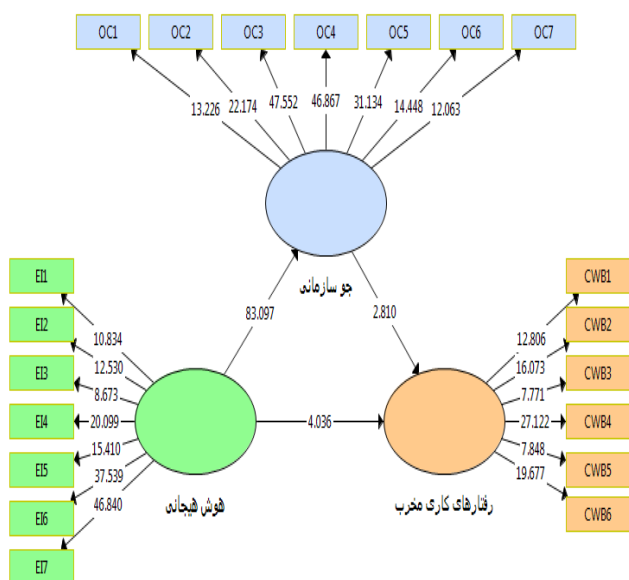 OC1 OC2 OC3 OC4 OC5 OC6 OC7
13.226 22.174 47.552 46.867 31.134 14.448 12.063
جو سازمانی
83.097 2.810
EI1
EI2
EI3
EI4
EI5
EI6
EI7
10.834
12.530
8.673
20.099
15.410
37.539
46.840
هوش هیجانی
4.036
CWB1
CWB2
CWB3
CWB4
CWB5
CWB6
12.806
16.073
7.771
27.122
7.848
19.677
رفتارهای کاری مخرب